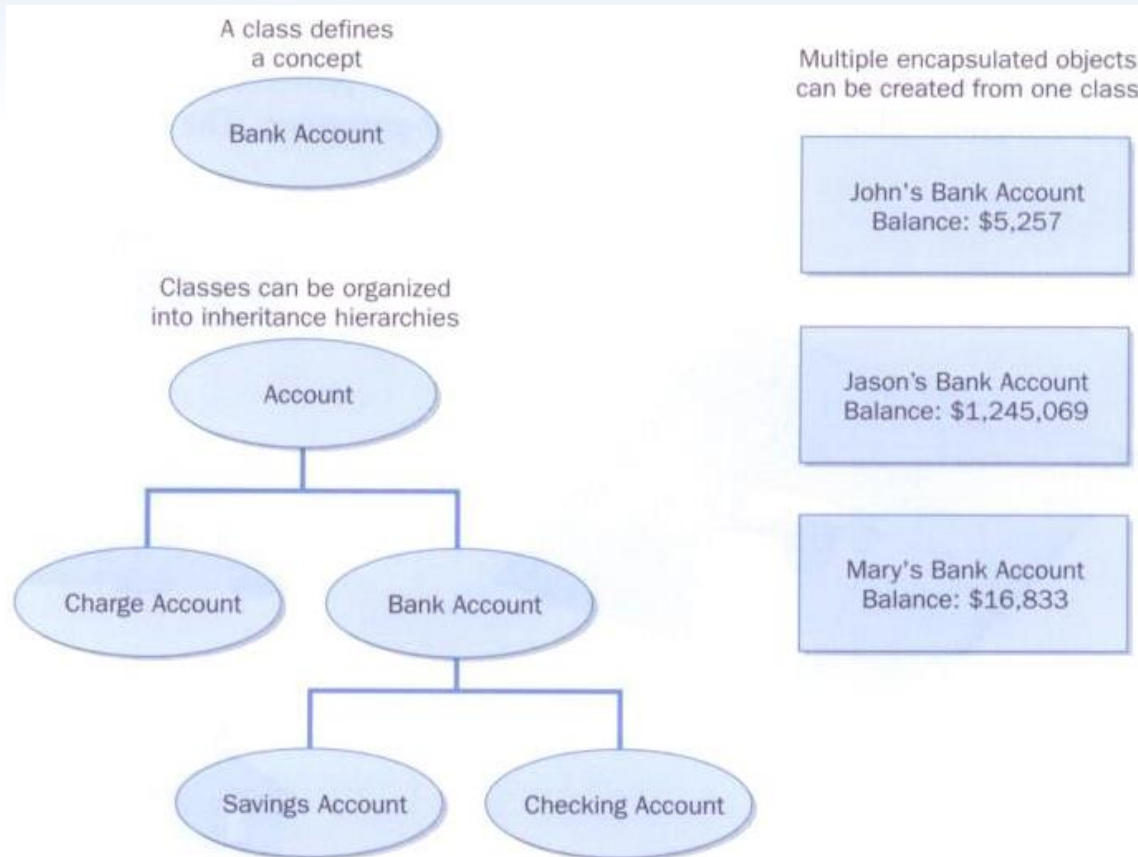 A class defines
a concept
Bank Account
Classes can be organized
into inheritance hierarchies
Account
Charge Account
Bank Account
Savings Account
Checking Account
Multiple encapsulated objects
can be created from one class
John's Bank Account
Balance: $5,257
Jason's Bank Account
Balance: $1,245,069
Mary's Bank Account
Balance: $16,833